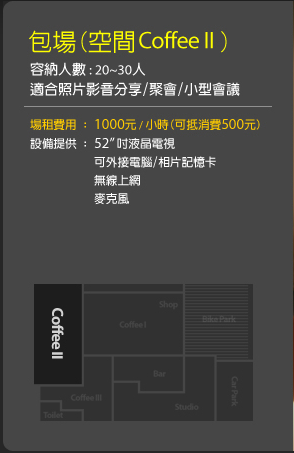 包場（空間 Coffee II ）
容納人數 : 20~30人
適合照片影音分享/聚會/小型會議
場租費用 ： 1000元 / 小時 (可抵消費500元)
設備提供 ： 52”吋液晶電視
可外接電腦/相片記憶卡
無線上網
麥克風
Coffee II
Shop
Bike Park
Coffee I
Bar
Car Park
Coffee III
Studio
Toilet